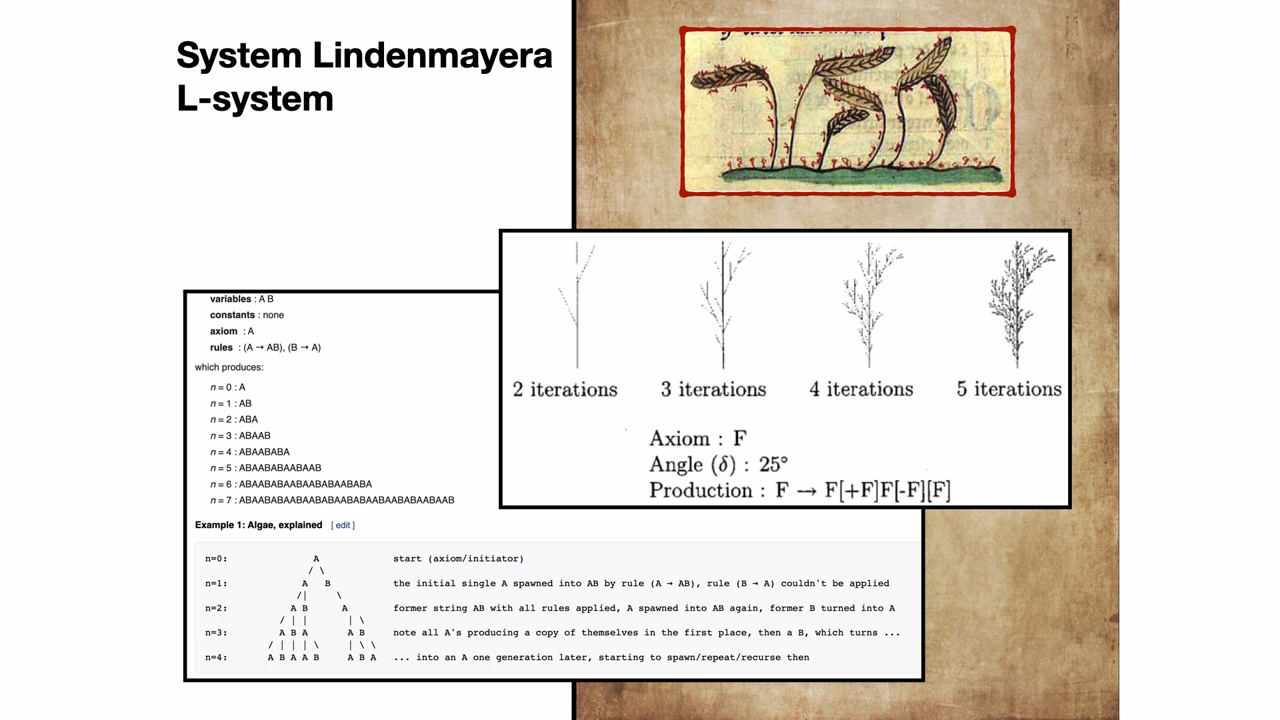 System Lindenmayera
L-system
2 iterations 3 iterations 4 iterations 5 iterations
Axiom : F
Angle (δ) : 25°
Production : F → F[+F]F[-F][F]
variables : A B
constants : none
axiom : A
rules : (A → AB), (B → A)
which produces:
n = 0 : A
n = 1 : AB
n = 2 : ABA
n = 3 : ABAAB
n = 4 : ABAABABA
n = 5 : ABAABABAABAAB
n = 6 : ABAABABAABAABABAABABA
n = 7 : ABAABABAABAABABAABABAABAABABAABAAB
Example 1: Algae, explained [ edit ]
n=0: A start (axiom/initiator)
/ \
n=1: A B the initial single A spawned into AB by rule (A → AB), rule (B → A) couldn't be applied
/| \
n=2: A B A former string AB with all rules applied, A spawned into AB again, former B turned into A
/ | | | \
n=3: A B A A B note all A's producing a copy of themselves in the first place, then a B, which turns ...
/ | | | \ | \ \
n=4: A B A A B A B A ... into an A one generation later, starting to spawn/repeat/recurse then